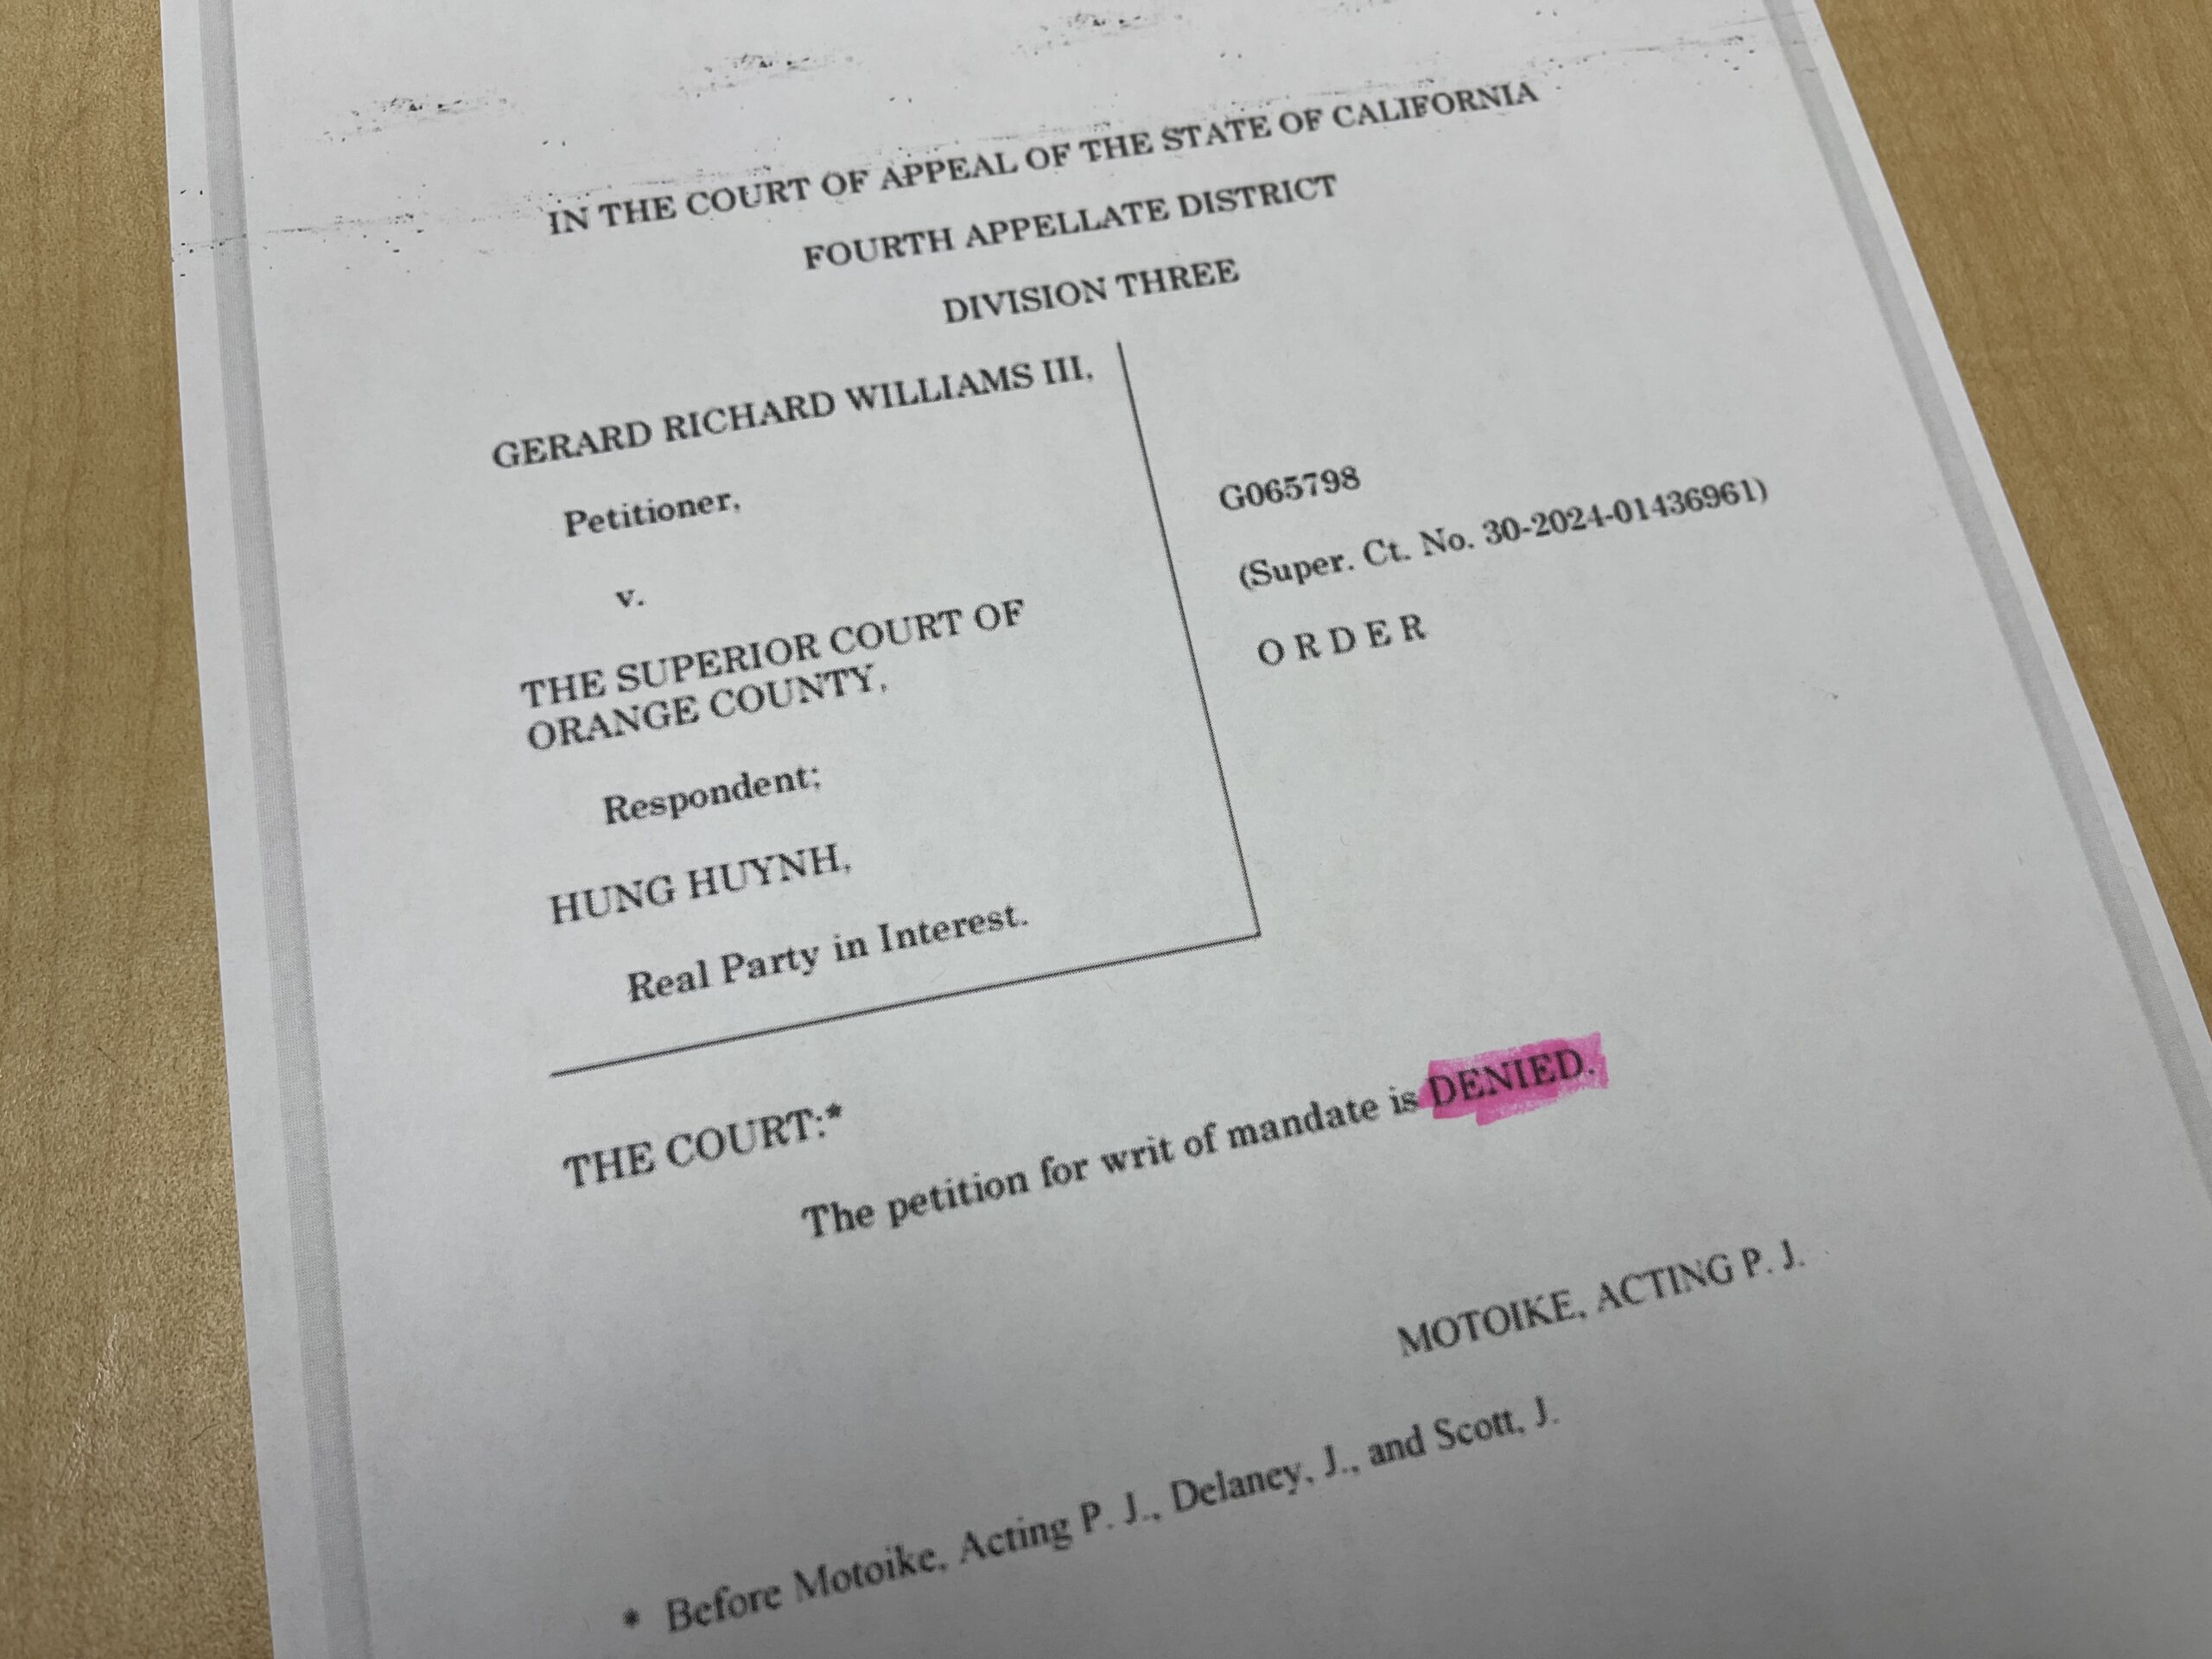 IN THE COURT OF APPEAL OF THE STATE OF CALIFORNIA
FOURTH APPELLATE DISTRICT
DIVISION THREE
GERARD RICHARD WILLIAMS III,
Petitioner,
v.
THE SUPERIOR COURT OF
ORANGE COUNTY,
Respondent;
HUNG HUYNH,
Real Party in Interest.
G065798
(Super. Ct. No. 30-2024-01436961)
O R D E R
THE COURT:*
The petition for writ of mandate is DENIED.
MOTOIKE, ACTING P. J.
* Before Motoike, Acting P. J., Delaney, J., and Scott, J.